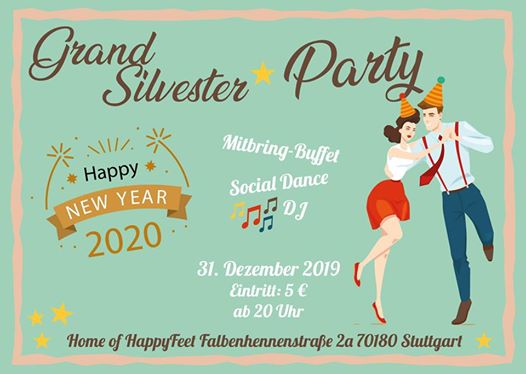 Grand
Silvester Party
Happy
NEW YEAR
2020
Mitbring-Buffet
Social Dance
DJ
31. Dezember 2019
Eintritt: 5 €
ab 20 Uhr
Home of HappyFeet Falbenhennenstraße 2a 70180 Stuttgart